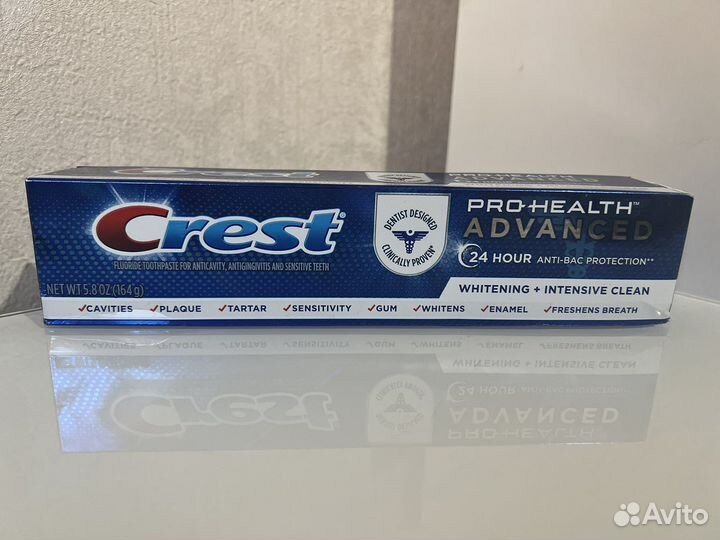 Crest
FLUORIDE TOOTHPASTE FOR ANTICAVITY, ANTIGINGIVITIS AND SENSITIVE TEETH
NET WT 5.8 OZ (164 g)
DENTIST DESIGNED
CLINICALLY PROVEN*
PRO-HEALTH™
ADVANCED
24 HOUR ANTI-BAC PROTECTION**
WHITENING + INTENSIVE CLEAN
✓CAVITIES ✓PLAQUE ✓TARTAR ✓SENSITIVITY ✓GUM ✓WHITENS ✓ENAMEL ✓FRESHENS BREATH
Avito